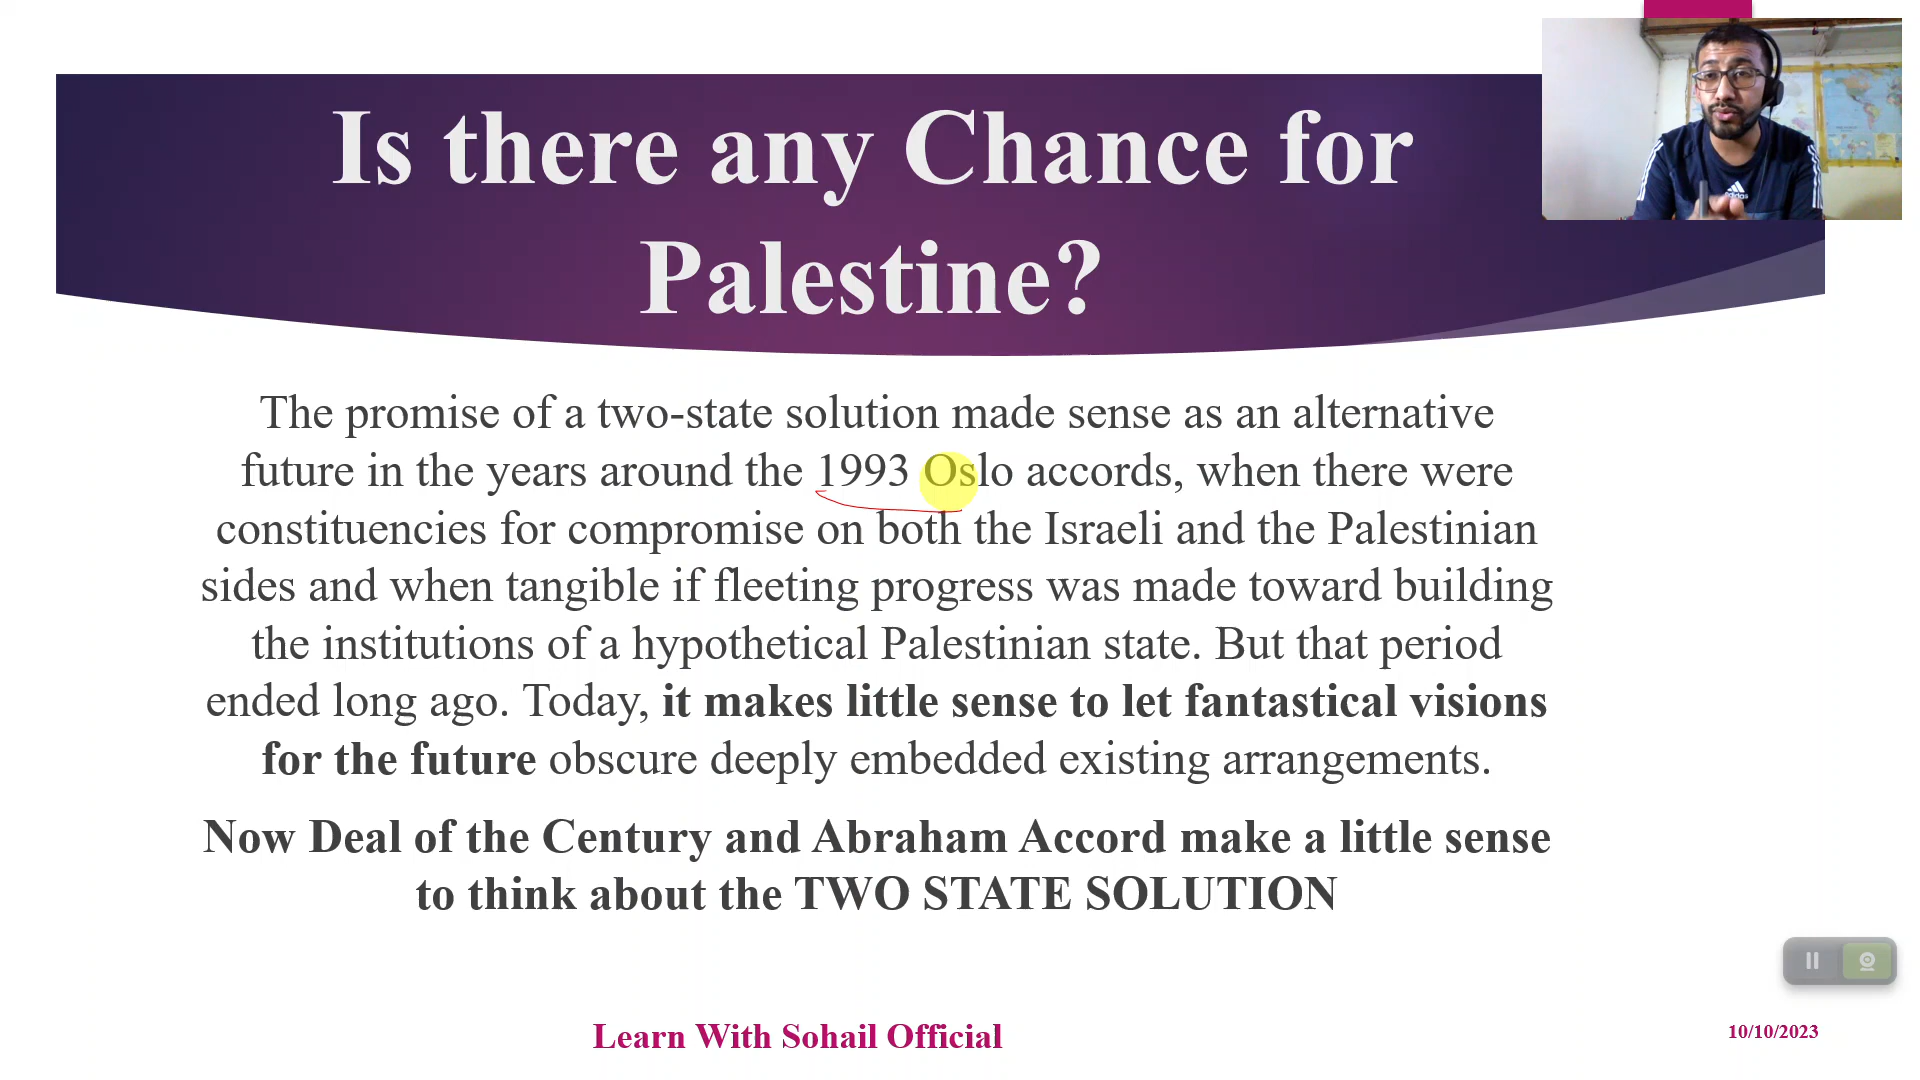 Is there any Chance for
Palestine?
adidas
The promise of a two-state solution made sense as an alternative
future in the years around the 1993 Oslo accords, when there were
constituencies for compromise on both the Israeli and the Palestinian
sides and when tangible if fleeting progress was made toward building
the institutions of a hypothetical Palestinian state. But that period
ended long ago. Today, it makes little sense to let fantastical visions
for the future obscure deeply embedded existing arrangements.
Now Deal of the Century and Abraham Accord make a little sense
to think about the TWO STATE SOLUTION
Learn With Sohail Official
10/10/2023